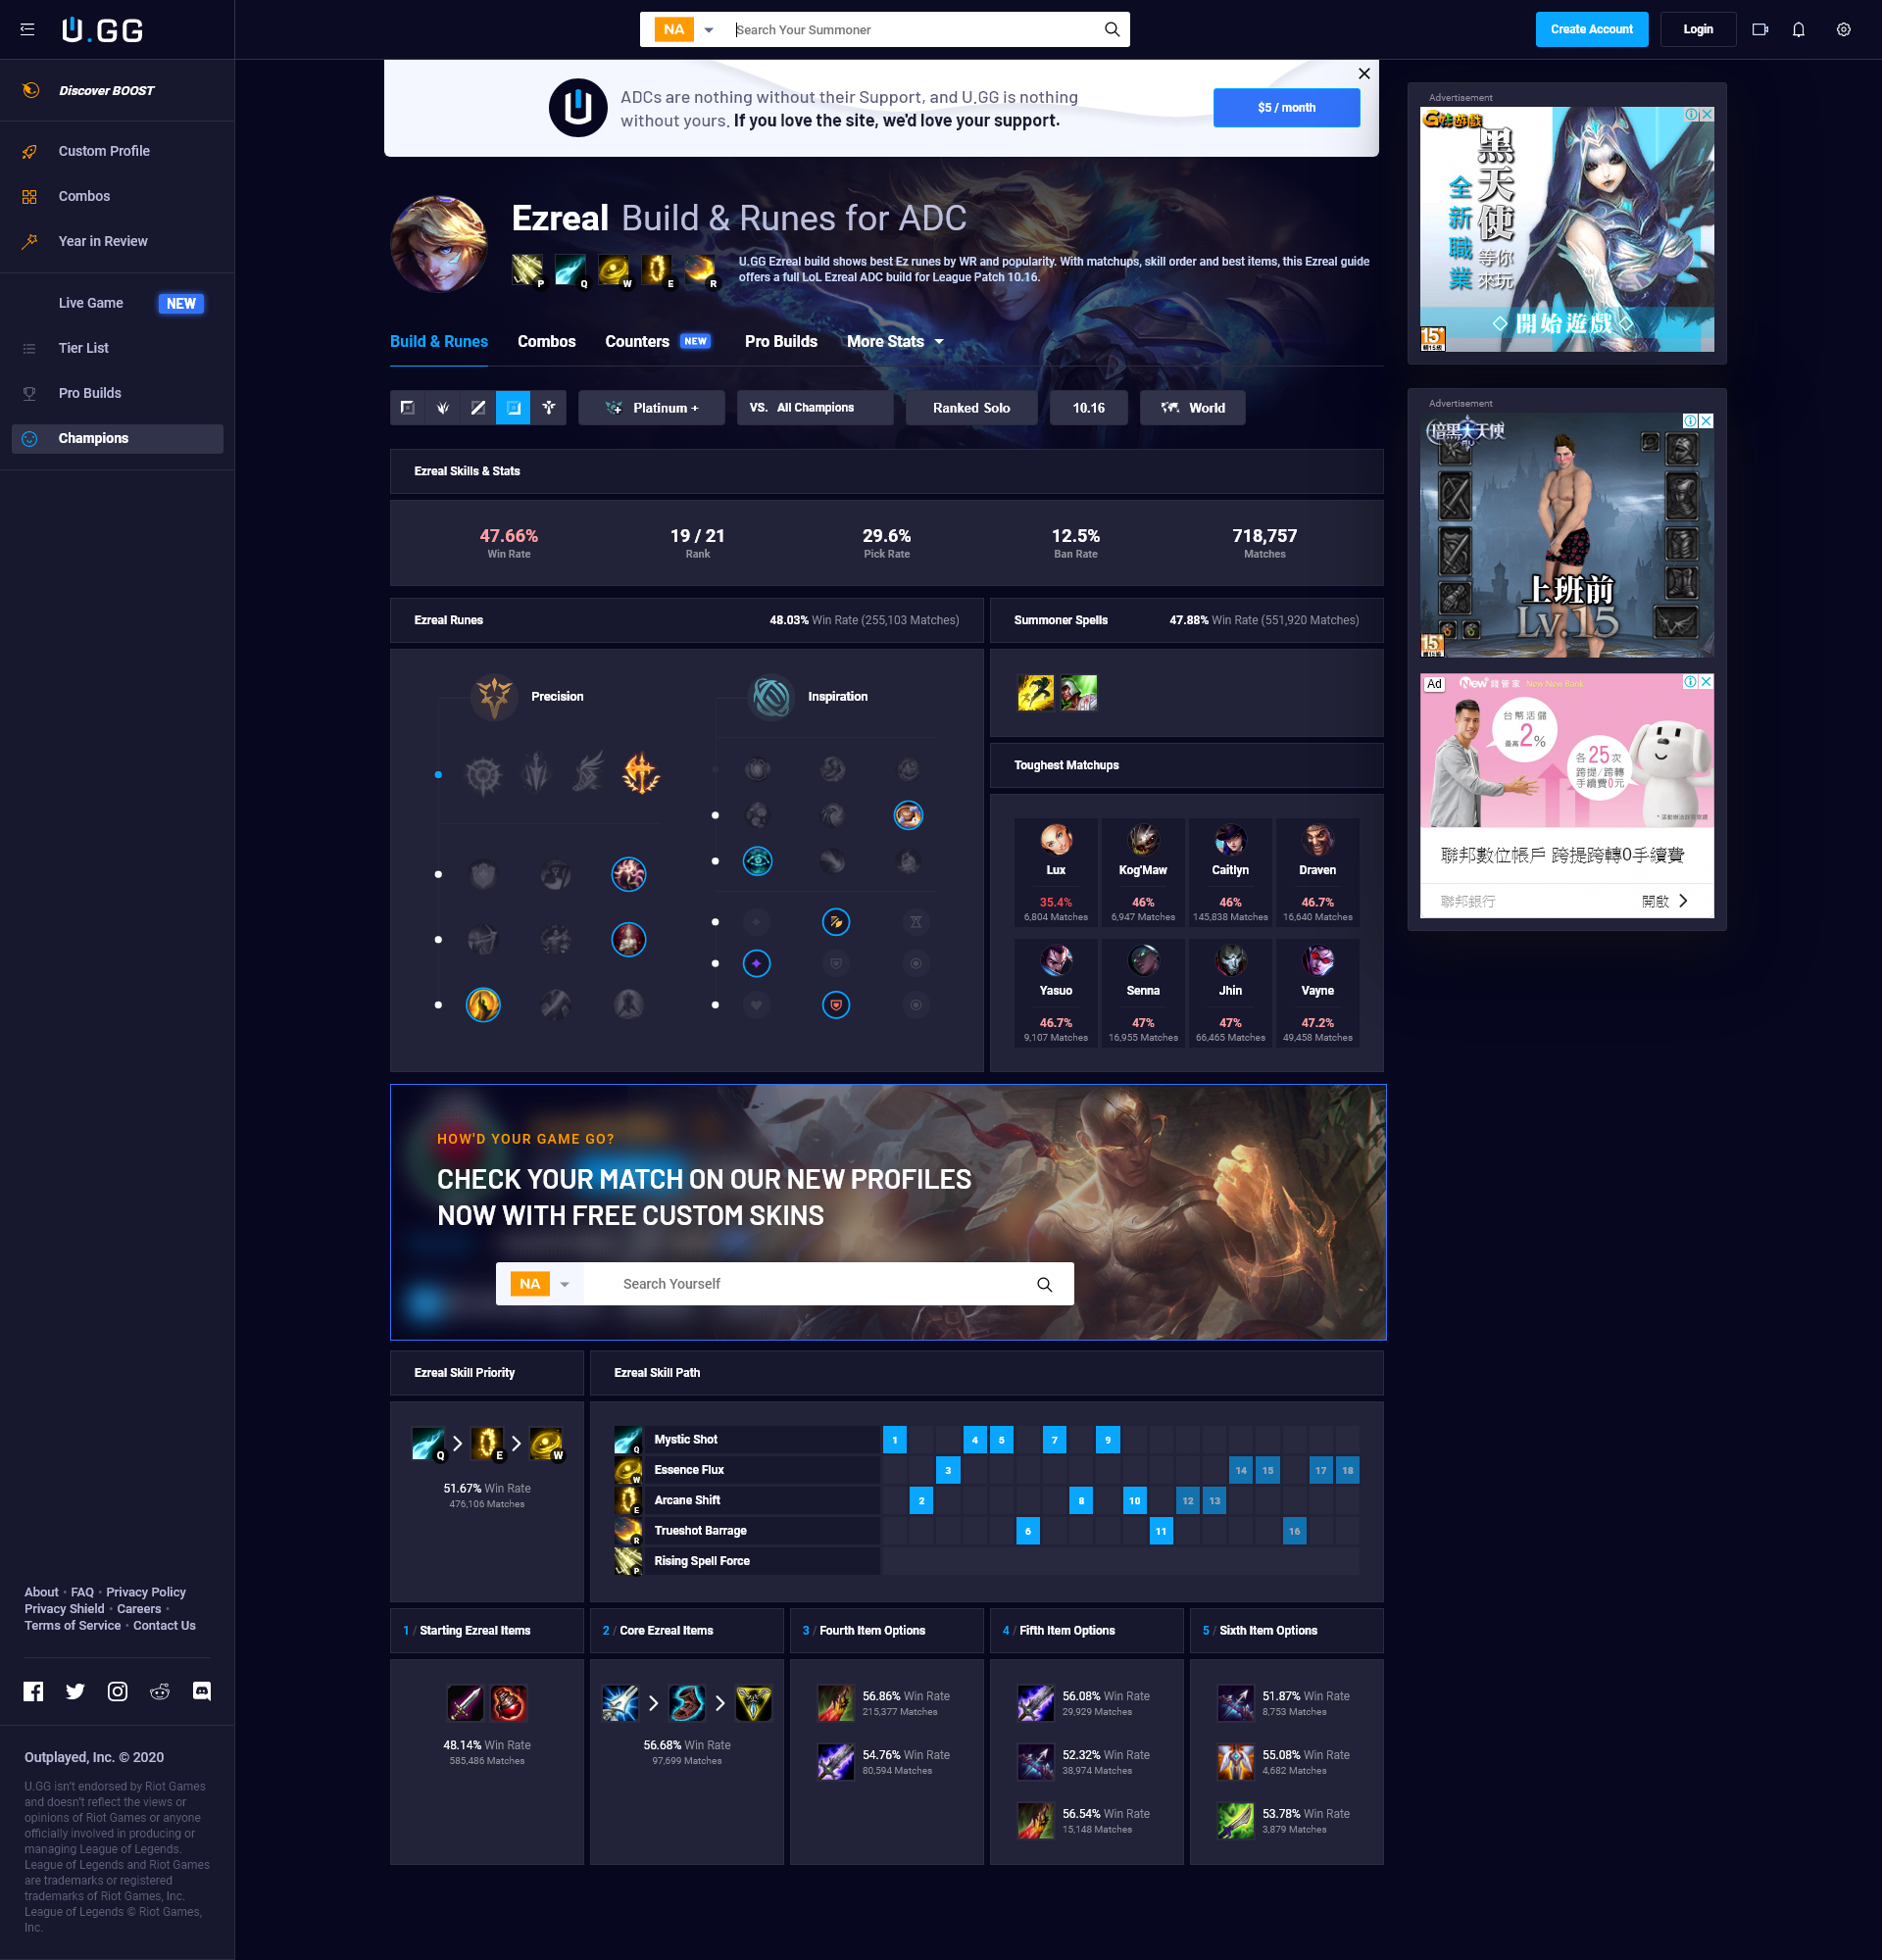 U.GG
NA
Search Your Summoner
Create Account
Login
Discover BOOST
Custom Profile
Combos
Year in Review
Live Game NEW
Tier List
Pro Builds
Champions
ADCs are nothing without their Support, and U.GG is nothing
without yours. If you love the site, we'd love your support.
$5 / month
Ezreal Build & Runes for ADC
P Q W E R
U.GG Ezreal build shows best Ez runes by WR and popularity. With matchups, skill order and best items, this Ezreal guide
offers a full LoL Ezreal ADC build for League Patch 10.16.
Build & Runes Combos Counters NEW Pro Builds More Stats
Platinum + VS. All Champions Ranked Solo 10.16 World
Ezreal Skills & Stats
47.66% 19 / 21 29.6% 12.5% 718,757
Win Rate Rank Pick Rate Ban Rate Matches
Ezreal Runes 48.03% Win Rate (255,103 Matches)
Precision Inspiration
Summoner Spells 47.88% Win Rate (551,920 Matches)
Toughest Matchups
Lux Kog'Maw Caitlyn Draven
35.4% 46% 46% 46.7%
6,804 Matches 6,947 Matches 145,838 Matches 16,640 Matches
Yasuo Senna Jhin Vayne
46.7% 47% 47% 47.2%
9,107 Matches 16,955 Matches 66,465 Matches 49,458 Matches
HOW'D YOUR GAME GO?
CHECK YOUR MATCH ON OUR NEW PROFILES
NOW WITH FREE CUSTOM SKINS
NA
Search Yourself
Ezreal Skill Priority
Q E W
51.67% Win Rate
476,106 Matches
Ezreal Skill Path
Q Mystic Shot 1 4 5 7 9
W Essence Flux 3 14 15 17 18
E Arcane Shift 2 8 10 12 13
R Trueshot Barrage 6 11 16
P Rising Spell Force
1 / Starting Ezreal Items
48.14% Win Rate
585,486 Matches
2 / Core Ezreal Items
56.68% Win Rate
97,699 Matches
3 / Fourth Item Options
56.86% Win Rate
215,377 Matches
54.76% Win Rate
80,594 Matches
4 / Fifth Item Options
56.08% Win Rate
29,929 Matches
52.32% Win Rate
38,974 Matches
56.54% Win Rate
15,148 Matches
5 / Sixth Item Options
51.87% Win Rate
8,753 Matches
55.08% Win Rate
4,682 Matches
53.78% Win Rate
3,879 Matches
Advertisement
黑天使
全新職業
等你來玩
開始遊戲
15+
Advertisement
暗黑大天使
上班前
Lv.15
15+
Ad
New New Bank
台幣活儲
最高2%
各25次
跨提/跨轉
手續費0元
聯邦數位帳戶 跨提跨轉0手續費
聯邦銀行 開啟
About • FAQ • Privacy Policy
Privacy Shield • Careers •
Terms of Service • Contact Us
Outplayed, Inc. © 2020
U.GG isn't endorsed by Riot Games
and doesn't reflect the views or
opinions of Riot Games or anyone
officially involved in producing or
managing League of Legends.
League of Legends and Riot Games
are trademarks or registered
trademarks of Riot Games, Inc.
League of Legends © Riot Games,
Inc.